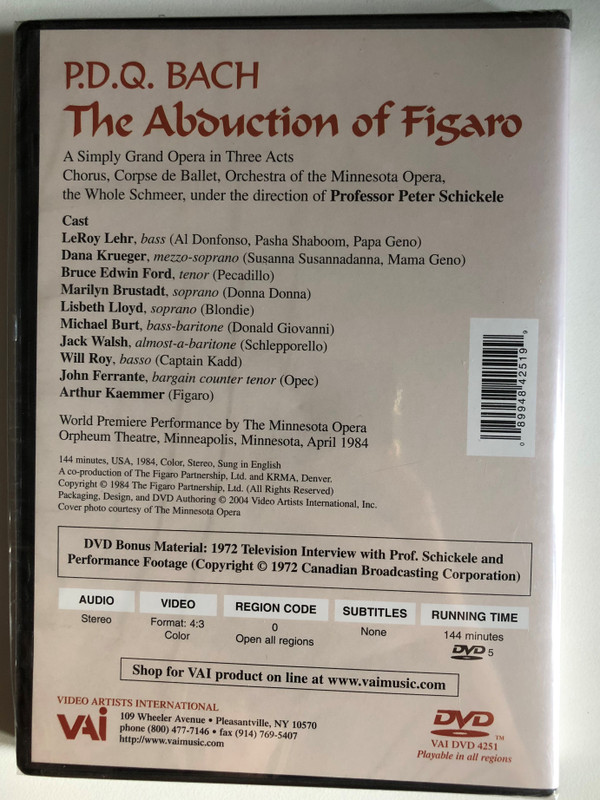 P.D.Q. BACH
The Abduction of Figaro
A Simply Grand Opera in Three Acts
Chorus, Corpse de Ballet, Orchestra of the Minnesota Opera,
the Whole Schmeer, under the direction of Professor Peter Schickele
Cast
LeRoy Lehr, bass (Al Donfonso, Pasha Shaboom, Papa Geno)
Dana Krueger, mezzo-soprano (Susanna Susannadanna, Mama Geno)
Bruce Edwin Ford, tenor (Pecadillo)
Marilyn Brustadt, soprano (Donna Donna)
Lisbeth Lloyd, soprano (Blondie)
Michael Burt, bass-baritone (Donald Giovanni)
Jack Walsh, almost-a-baritone (Schlepporello)
Will Roy, basso (Captain Kadd)
John Ferrante, bargain counter tenor (Opec)
Arthur Kaemmer (Figaro)
0 89948 42519 9
World Premiere Performance by The Minnesota Opera
Orpheum Theatre, Minneapolis, Minnesota, April 1984
144 minutes, USA, 1984, Color, Stereo, Sung in English
A co-production of The Figaro Partnership, Ltd. and KRMA, Denver.
Copyright © 1984 The Figaro Partnership, Ltd. (All Rights Reserved)
Packaging, Design, and DVD Authoring © 2004 Video Artists International, Inc.
Cover photo courtesy of The Minnesota Opera
DVD Bonus Material: 1972 Television Interview with Prof. Schickele and
Performance Footage (Copyright © 1972 Canadian Broadcasting Corporation)
AUDIO
Stereo
VIDEO
Format: 4:3
Color
REGION CODE
0
Open all regions
SUBTITLES
None
RUNNING TIME
144 minutes
DVD 5
Shop for VAI product on line at www.vaimusic.com
VIDEO ARTISTS INTERNATIONAL
VAI
109 Wheeler Avenue • Pleasantville, NY 10570
phone (800) 477-7146 • fax (914) 769-5407
http://www.vaimusic.com
DVD TM
VAI DVD 4251
Playable in all regions